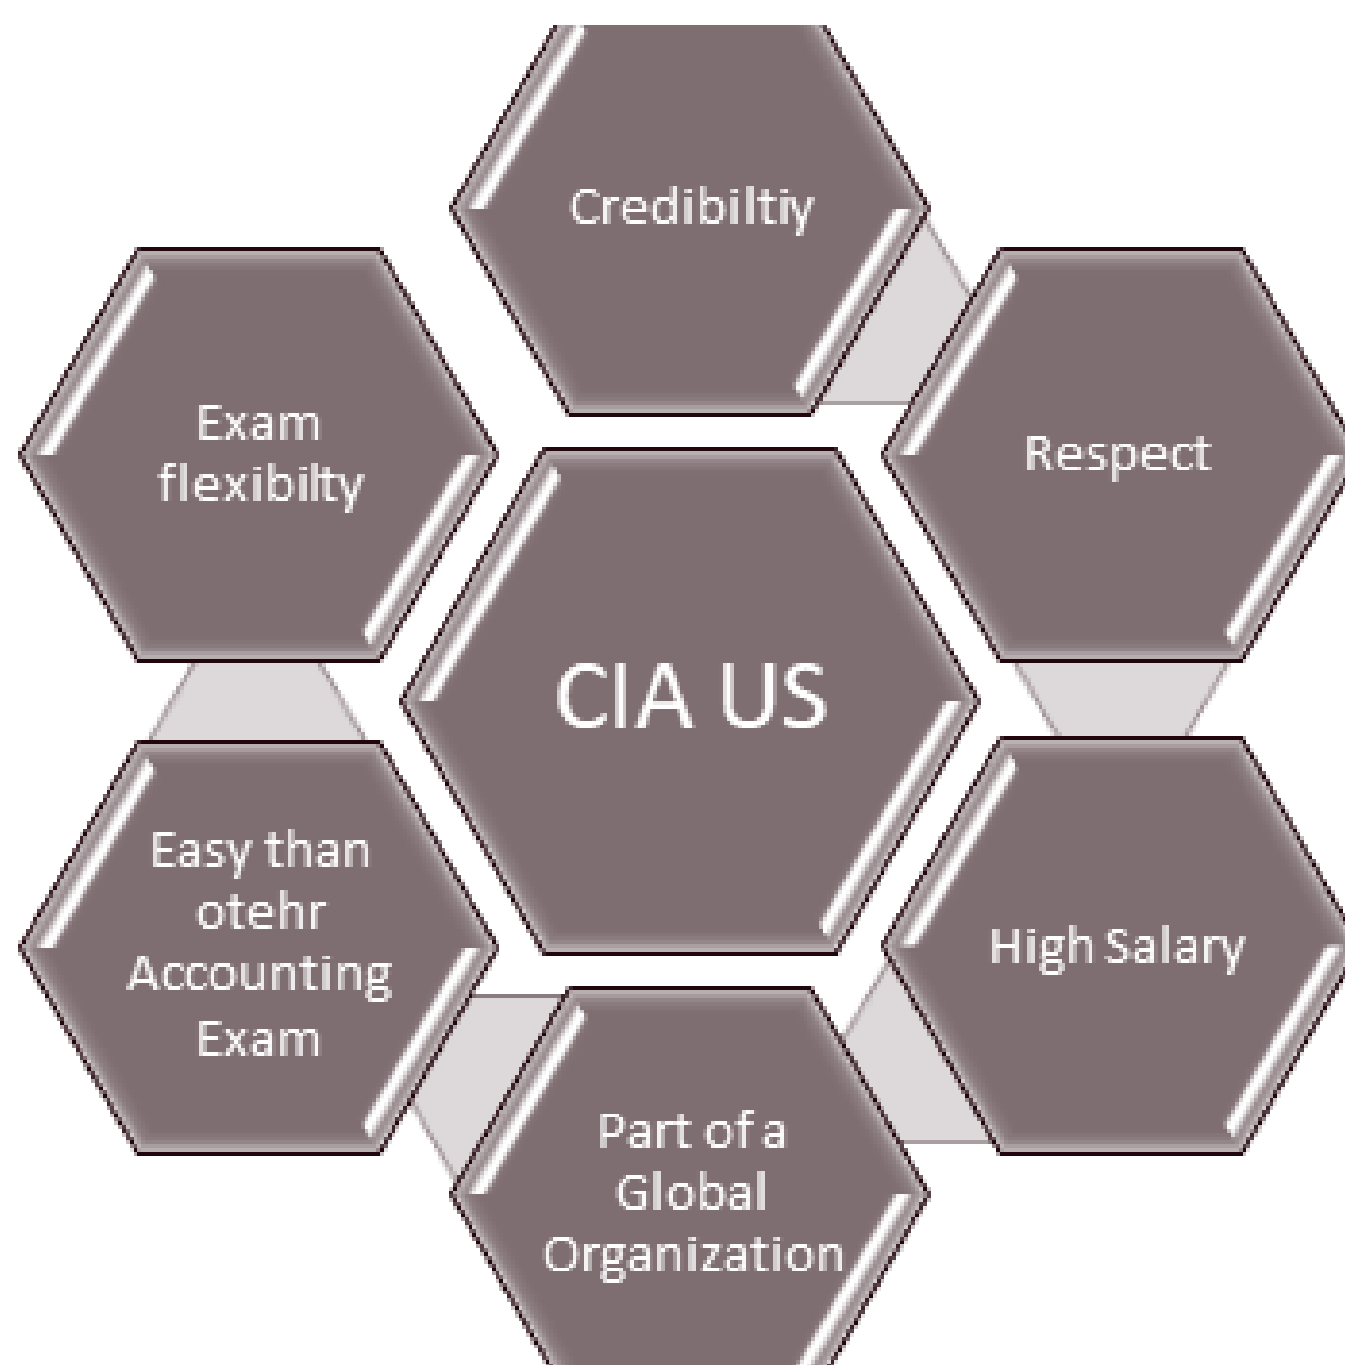 Credibiltiy
Respect
High Salary
Part of a
Global
Organization
Easy than
otehr
Accounting
Exam
Exam
flexibilty
CIA US